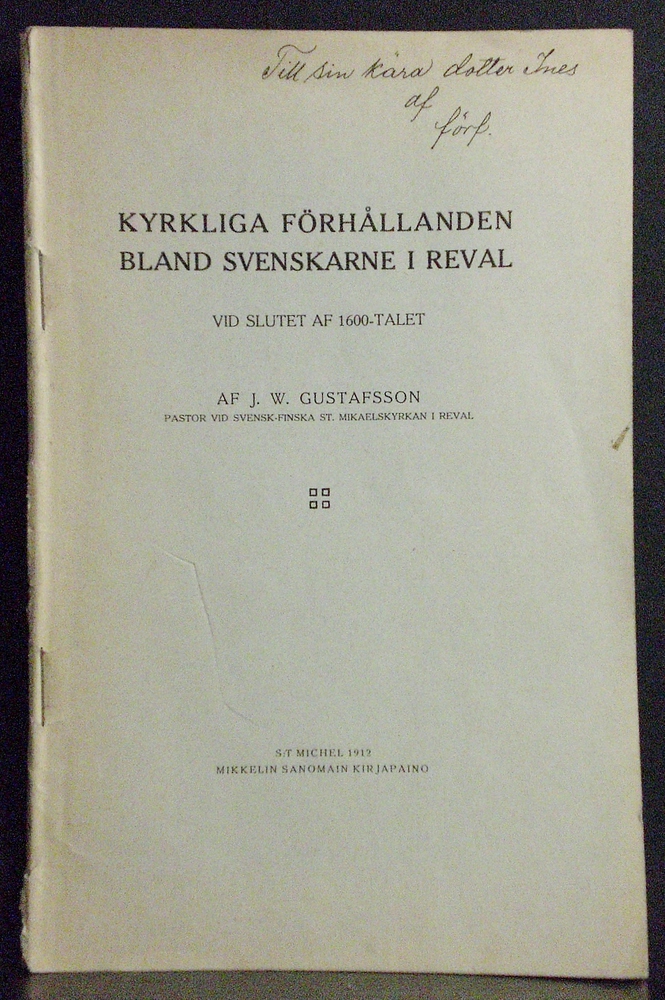 Till sin kära dotter Ines
af
förf.
KYRKLIGA FÖRHÅLLANDEN
BLAND SVENSKARNE I REVAL
VID SLUTET AF 1600-TALET
AF J. W. GUSTAFSSON
PASTOR VID SVENSK-FINSKA ST. MIKAELSKYRKAN I REVAL
S:T MICHEL 1912
MIKKELIN SANOMAIN KIRJAPAINO